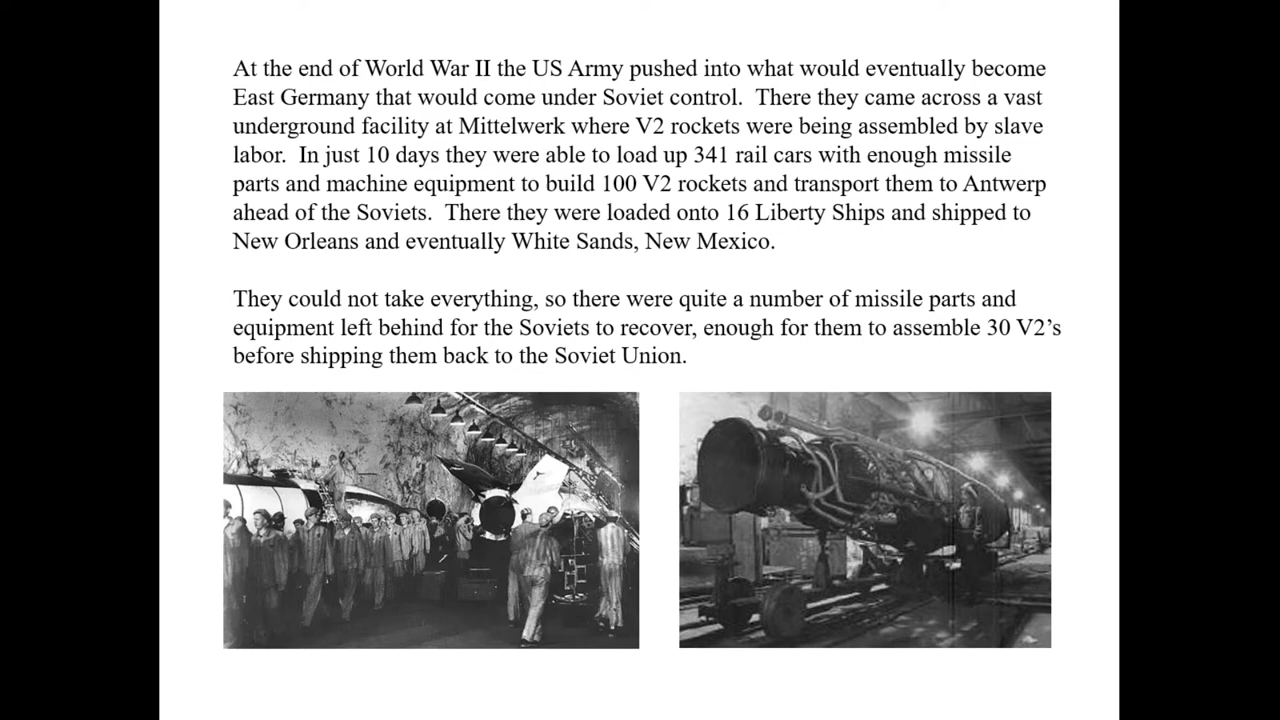 At the end of World War II the US Army pushed into what would eventually become
East Germany that would come under Soviet control.  There they came across a vast
underground facility at Mittelwerk where V2 rockets were being assembled by slave
labor.  In just 10 days they were able to load up 341 rail cars with enough missile
parts and machine equipment to build 100 V2 rockets and transport them to Antwerp
ahead of the Soviets.  There they were loaded onto 16 Liberty Ships and shipped to
New Orleans and eventually White Sands, New Mexico.
They could not take everything, so there were quite a number of missile parts and
equipment left behind for the Soviets to recover, enough for them to assemble 30 V2’s
before shipping them back to the Soviet Union.